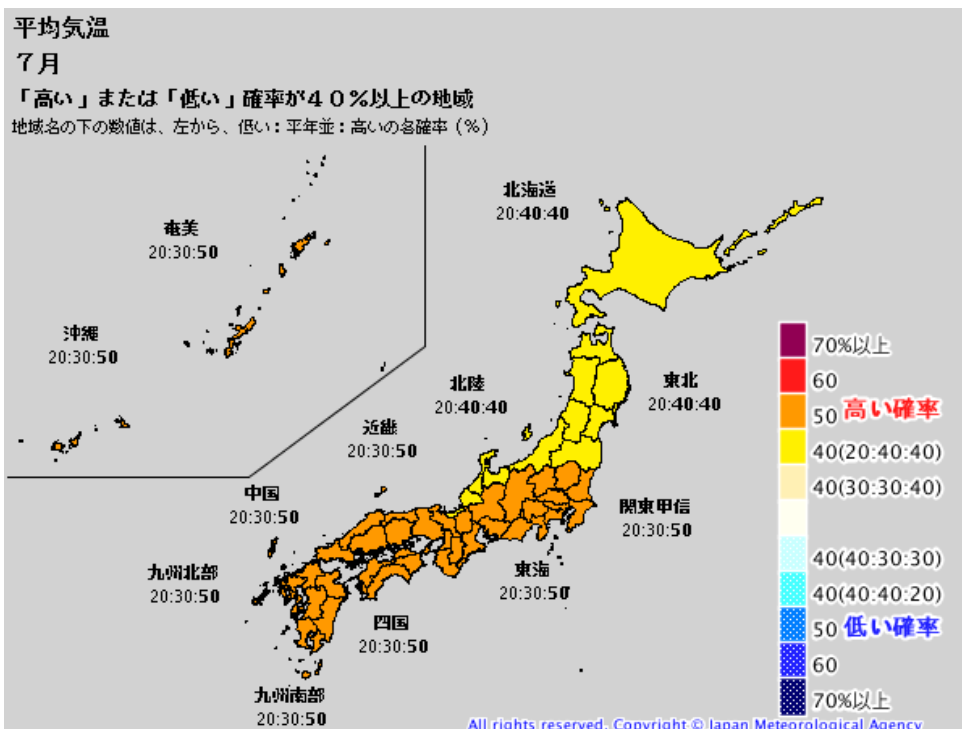 平均気温
7月
「高い」または「低い」確率が40%以上の地域
地域名の下の数値は、左から、低い：平年並：高いの各確率（%）
北海道
20:40:40
奄美
20:30:50
沖縄
20:30:50
北陸
20:40:40
東北
20:40:40
近畿
20:30:50
中国
20:30:50
関東甲信
20:30:50
九州北部
20:30:50
東海
20:30:50
四国
20:30:50
九州南部
20:30:50
70%以上
60
50 高い確率
40(20:40:40)
40(30:30:40)
40(40:30:30)
40(40:40:20)
50 低い確率
60
70%以上
All rights reserved. Copyright © Japan Meteorological Agency